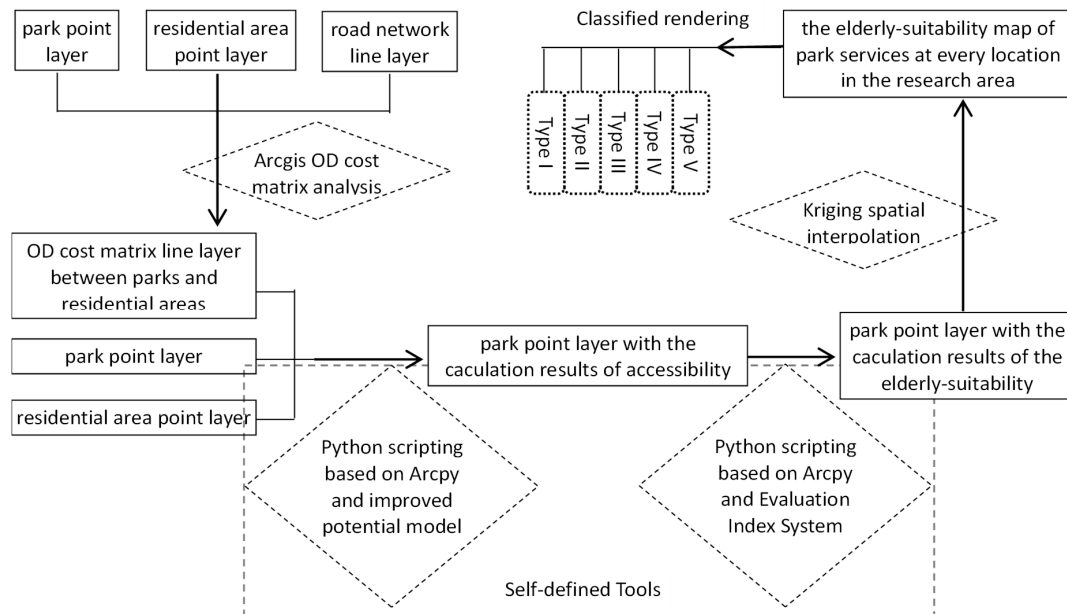 park point
layer
residential area
point layer
road network
line layer
Arcgis OD cost
matrix analysis
OD cost matrix line layer
between parks and
residential areas
park point layer
residential area point layer
Python scripting
based on Arcpy
and improved
potential model
park point layer with the
caculation results of accessibility
Python scripting
based on Arcpy
and Evaluation
Index System
Self-defined Tools
park point layer with the
caculation results of the
elderly-suitability
Kriging spatial
interpolation
the elderly-suitability map of
park services at every location
in the research area
Classified rendering
Type I
Type II
Type III
Type IV
Type V